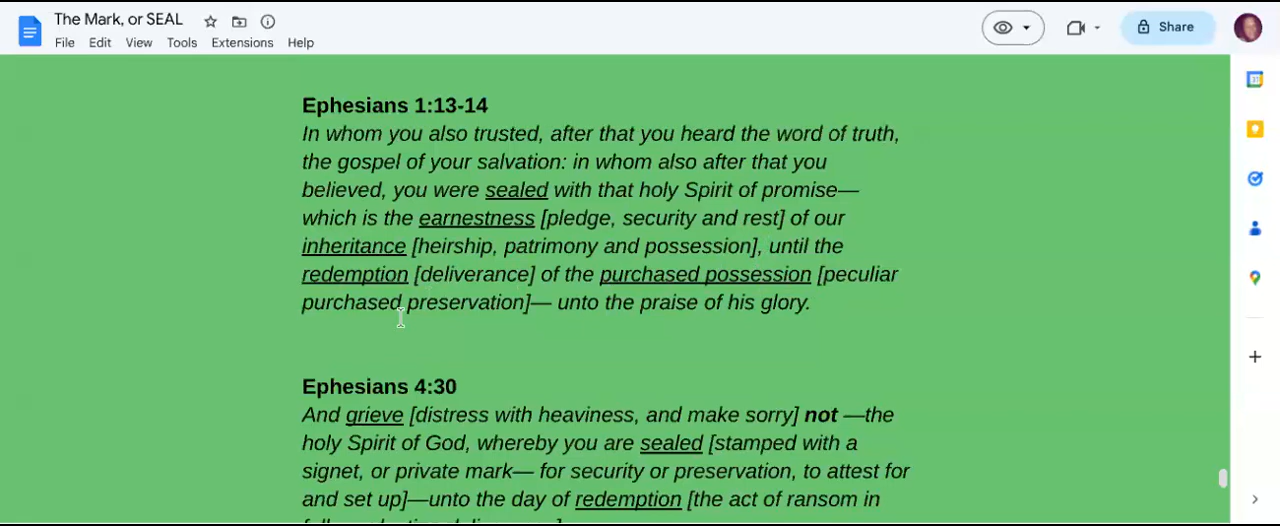 The Mark, or SEAL
File Edit View Tools Extensions Help
Share
31
Ephesians 1:13-14
In whom you also trusted, after that you heard the word of truth,
the gospel of your salvation: in whom also after that you
believed, you were sealed with that holy Spirit of promise—
which is the earnestness [pledge, security and rest] of our
inheritance [heirship, patrimony and possession], until the
redemption [deliverance] of the purchased possession [peculiar
purchased preservation]— unto the praise of his glory.
Ephesians 4:30
And grieve [distress with heaviness, and make sorry] not —the
holy Spirit of God, whereby you are sealed [stamped with a
signet, or private mark— for security or preservation, to attest for
and set up]—unto the day of redemption [the act of ransom in